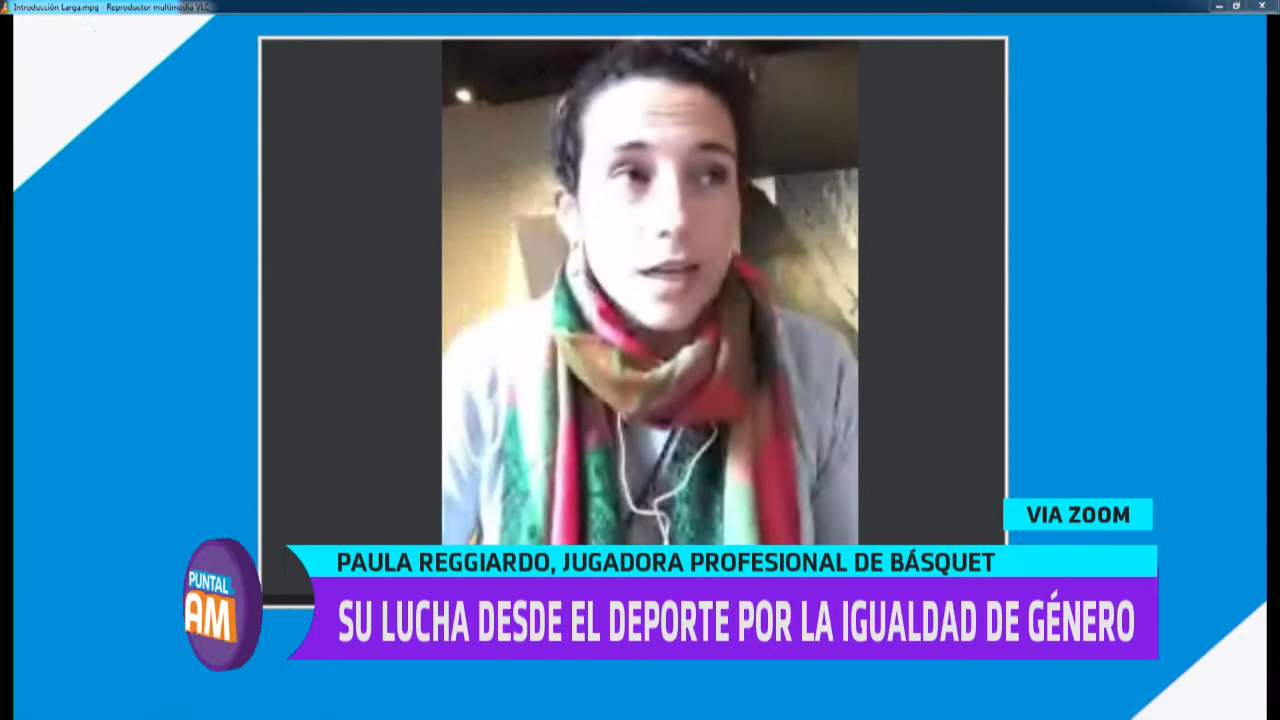 Introducción Larga.mpg - Reproductor multimedia VLC
VIA ZOOM
PAULA REGGIARDO, JUGADORA PROFESIONAL DE BÁSQUET
PUNTAL
AM
SU LUCHA DESDE EL DEPORTE POR LA IGUALDAD DE GÉNERO